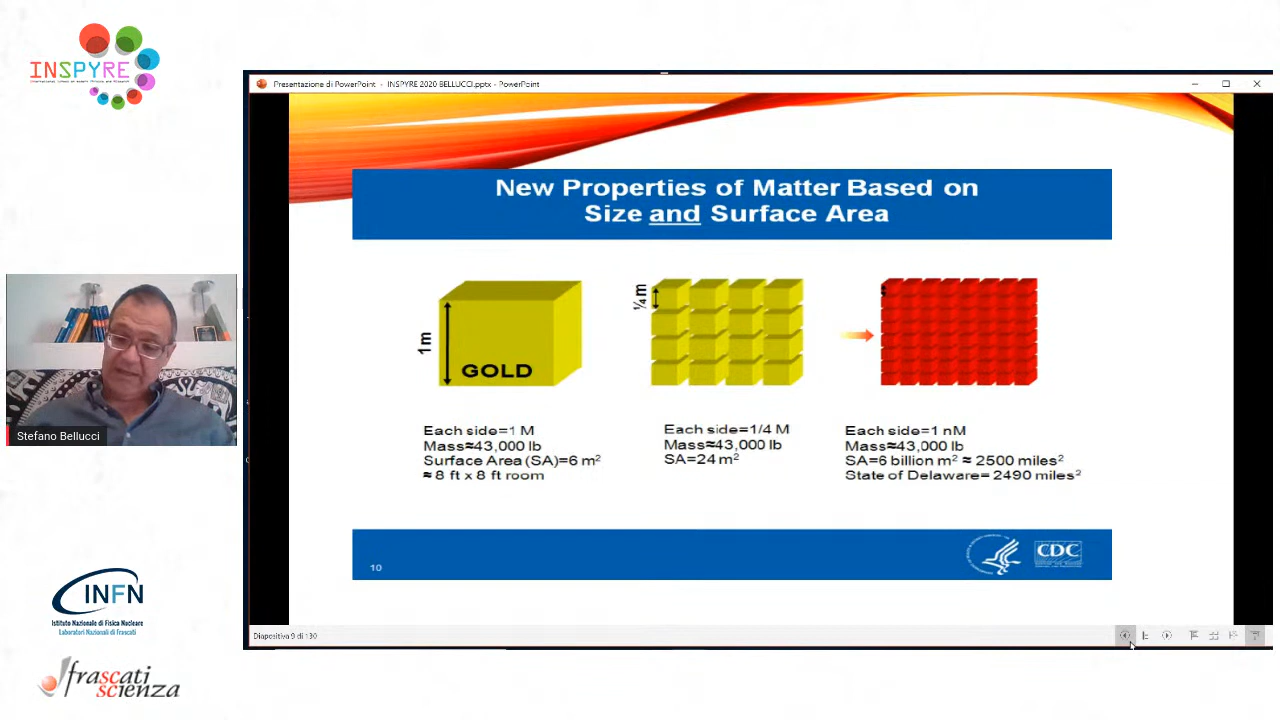 INSPYRE
Presentazione di PowerPoint - INSPYRE 2020 BELLUCCI.pptx - PowerPoint
New Properties of Matter Based on
Size and Surface Area
1m
GOLD
¼ m
Each side=1 M
Mass≈43,000 lb
Surface Area (SA)=6 m²
≈ 8 ft x 8 ft room
Each side=1/4 M
Mass≈43,000 lb
SA=24 m²
Each side=1 nM
Mass≈43,000 lb
SA=6 billion m² ≈ 2500 miles²
State of Delaware= 2490 miles²
10
CDC
Diapositiva 9 di 130
Stefano Bellucci
INFN
Istituto Nazionale di Fisica Nucleare
Laboratori Nazionali di Frascati
frascati
scienza